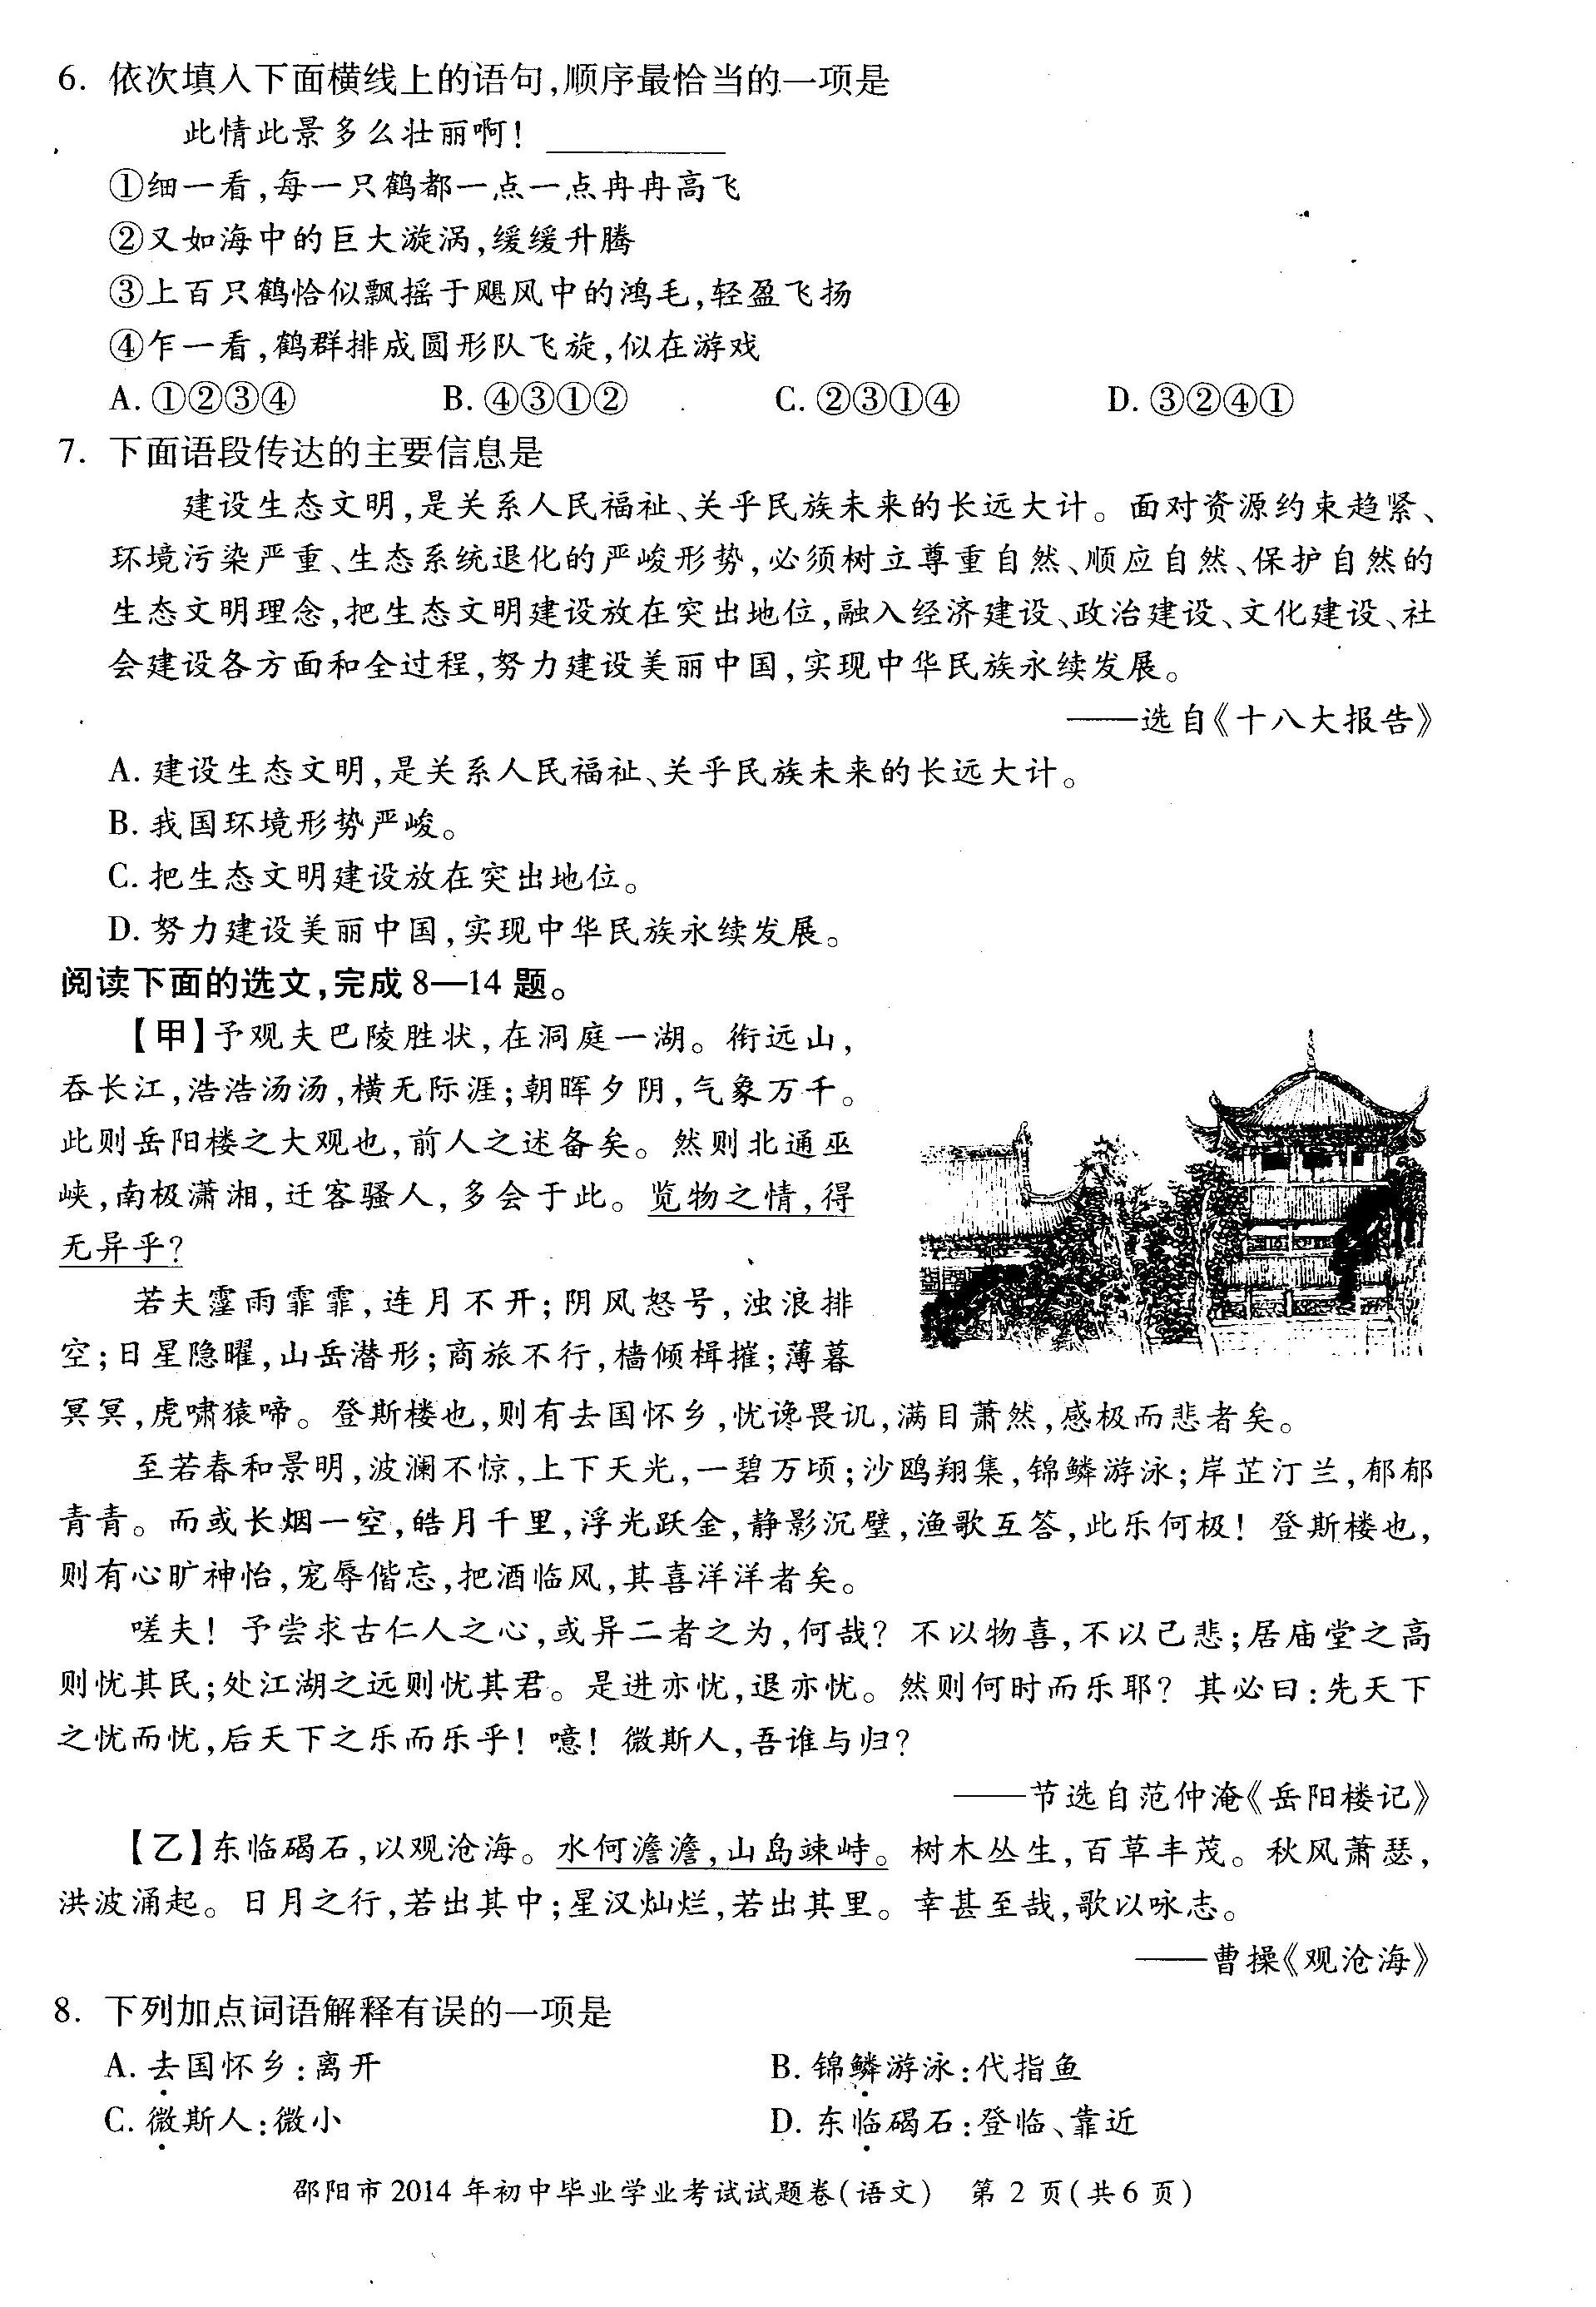 6. 依次填入下面横线上的语句,顺序最恰当的一项是
此情此景多么壮丽啊! ________
①细一看,每一只鹤都一点一点冉冉高飞
②又如海中的巨大漩涡,缓缓升腾
③上百只鹤恰似飘摇于飓风中的鸿毛,轻盈飞扬
④乍一看,鹤群排成圆形队飞旋,似在游戏
A. ①②③④ B. ④③①② C. ②③①④ D. ③②④①
7. 下面语段传达的主要信息是
建设生态文明,是关系人民福祉、关乎民族未来的长远大计。面对资源约束趋紧、
环境污染严重、生态系统退化的严峻形势,必须树立尊重自然、顺应自然、保护自然的
生态文明理念,把生态文明建设放在突出地位,融入经济建设、政治建设、文化建设、社
会建设各方面和全过程,努力建设美丽中国,实现中华民族永续发展。
——选自《十八大报告》
A. 建设生态文明,是关系人民福祉、关乎民族未来的长远大计。
B. 我国环境形势严峻。
C. 把生态文明建设放在突出地位。
D. 努力建设美丽中国,实现中华民族永续发展。
阅读下面的选文,完成 8—14 题。
【甲】予观夫巴陵胜状,在洞庭一湖。衔远山,
吞长江,浩浩汤汤,横无际涯;朝晖夕阴,气象万千。
此则岳阳楼之大观也,前人之述备矣。然则北通巫
峡,南极潇湘,迁客骚人,多会于此。览物之情,得
无异乎?
若夫霪雨霏霏,连月不开;阴风怒号,浊浪排
空;日星隐曜,山岳潜形;商旅不行,樯倾楫摧;薄暮
冥冥,虎啸猿啼。登斯楼也,则有去国怀乡,忧谗畏讥,满目萧然,感极而悲者矣。
至若春和景明,波澜不惊,上下天光,一碧万顷;沙鸥翔集,锦鳞游泳;岸芷汀兰,郁郁
青青。而或长烟一空,皓月千里,浮光跃金,静影沉璧,渔歌互答,此乐何极! 登斯楼也,
则有心旷神怡,宠辱偕忘,把酒临风,其喜洋洋者矣。
嗟夫! 予尝求古仁人之心,或异二者之为,何哉? 不以物喜,不以己悲;居庙堂之高
则忧其民;处江湖之远则忧其君。是进亦忧,退亦忧。然则何时而乐耶? 其必曰:先天下
之忧而忧,后天下之乐而乐乎! 噫! 微斯人,吾谁与归?
——节选自范仲淹《岳阳楼记》
【乙】东临碣石,以观沧海。水何澹澹,山岛竦峙。树木丛生,百草丰茂。秋风萧瑟,
洪波涌起。日月之行,若出其中;星汉灿烂,若出其里。幸甚至哉,歌以咏志。
——曹操《观沧海》
8. 下列加点词语解释有误的一项是
A. 去国怀乡:离开 B. 锦鳞游泳:代指鱼
C. 微斯人:微小 D. 东临碣石:登临、靠近
邵阳市 2014 年初中毕业学业考试试题卷(语文) 第 2 页(共 6 页)